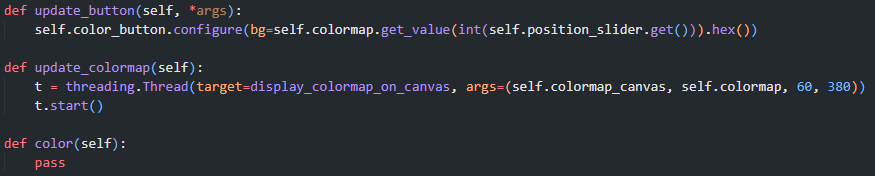 def update_button(self, *args):
    self.color_button.configure(bg=self.colormap.get_value(int(self.position_slider.get())).hex())
def update_colormap(self):
    t = threading.Thread(target=display_colormap_on_canvas, args=(self.colormap_canvas, self.colormap, 60, 380))
    t.start()
def color(self):
    pass